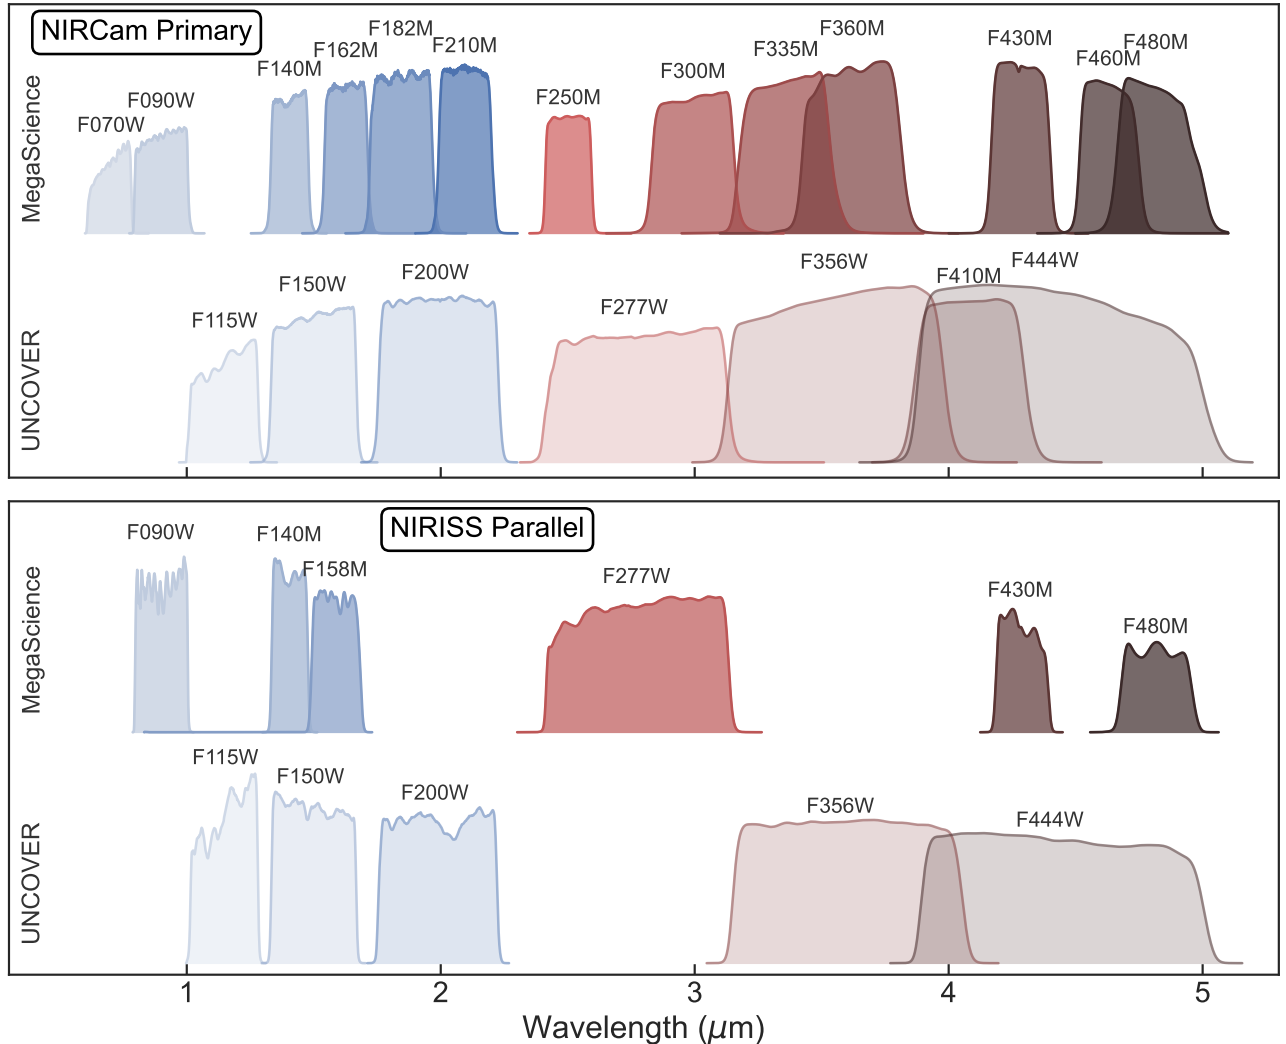 NIRCam Primary
MegaScience
F070W
F090W
F140M
F162M
F182M
F210M
F250M
F300M
F335M
F360M
F430M
F460M
F480M
UNCOVER
F115W
F150W
F200W
F277W
F356W
F410M
F444W
NIRISS Parallel
MegaScience
F090W
F140M
F158M
F277W
F430M
F480M
UNCOVER
F115W
F150W
F200W
F356W
F444W
1 2 3 4 5
Wavelength (μm)